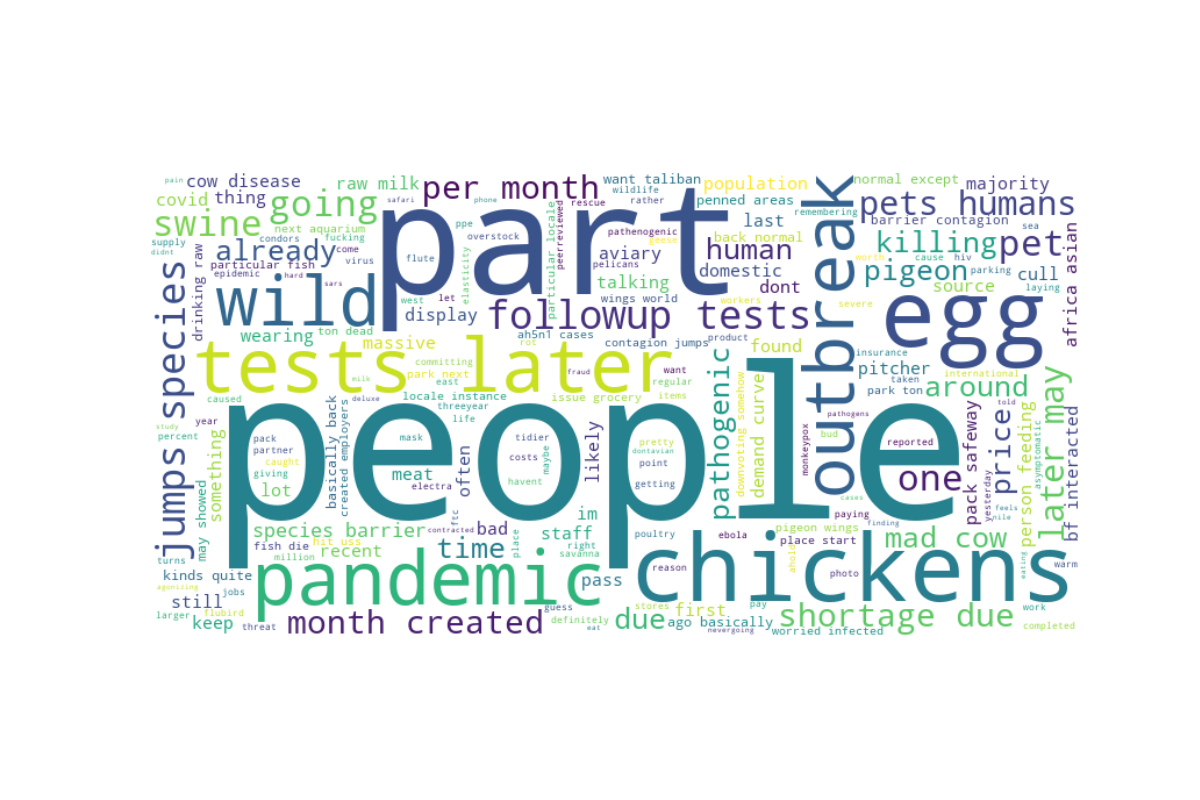 pain
cow disease
raw milk
per month
want taliban
population
normal except
majority
covid
thing
going
safari
part
phone
wildlife
rescue
rather
penned areas
outbreak
pets humans
swine
next aquarium
ppe
overstock
peerreviewed
particular locale
last
remembering
barrier contagion
sea
supply
didnt
condors
fucking
back normal
geese
africa asian
already
come
flute
elasticity
pathenogenic
aviary
human
worth
killing
cause
hiv
pet
jumps species
drinking raw
particular fish
virus
pelicans
domestic
parking
epidemic
hard
sars
talking
dont
pigeon
source
cull
laying
wild
west
let
display
followup tests
wings world
workers
severe
egg
wearing
ton dead
ah5n1 cases
rot
product
massive
contagion jumps
found
insurance
tests later
committing
park next
want
pathogenic
demand curve
pitcher
international
later may
milk
deluxe
east
fraud
regular
park ton
taken
around
caused
locale instance
threeyear
issue grocery
items
downvoting somehow
bud
pathogens
told
study
year
people
life
monkeypox
pack safeway
price
person feeding
asymptomatic
bf interacted
percent
something
pack
partner
basically back
created employers
mask
often
tidier
likely
pretty
dontavian
reported
caught
costs
maybe
point
one
yesterday
giving
meat
electra
havent
getting
cases
feels
nile
lot
may showed
ftc
place
im
paying
finding
eating
species barrier
contracted
bad
staff
pigeon wings
mad cow
hit uss
time
right
savanna
poultry
ebola
place start
fish die
recent
turns
million
pandemic
reason
chickens
ahold
photo
warm
kinds quite
agonizing
jobs
pass
still
flubird
guess
stores
pay
first
eat
work
larger
keep
threat
month created
definitely
due
ago basically
nevergoing
shortage due
worried infected
completed